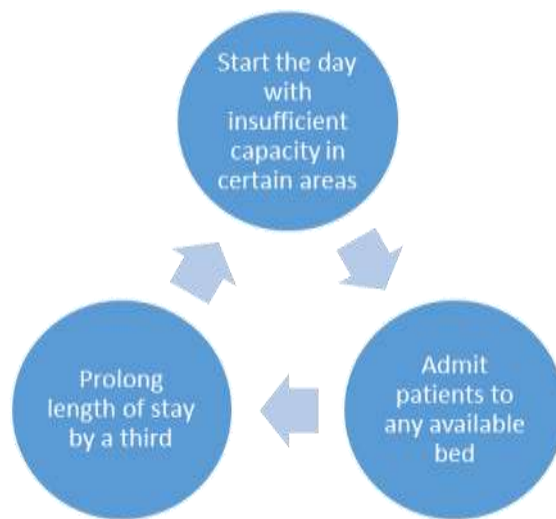 Start the day
with
insufficient
capacity in
certain areas
Admit
patients to
any available
bed
Prolong
length of stay
by a third